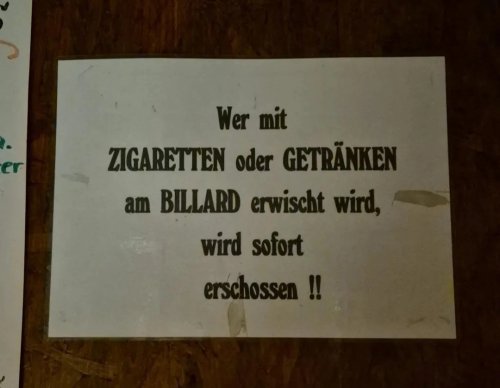 Wer mit
ZIGARETTEN oder GETRÄNKEN
am BILLARD erwischt wird,
wird sofort
erschossen !!